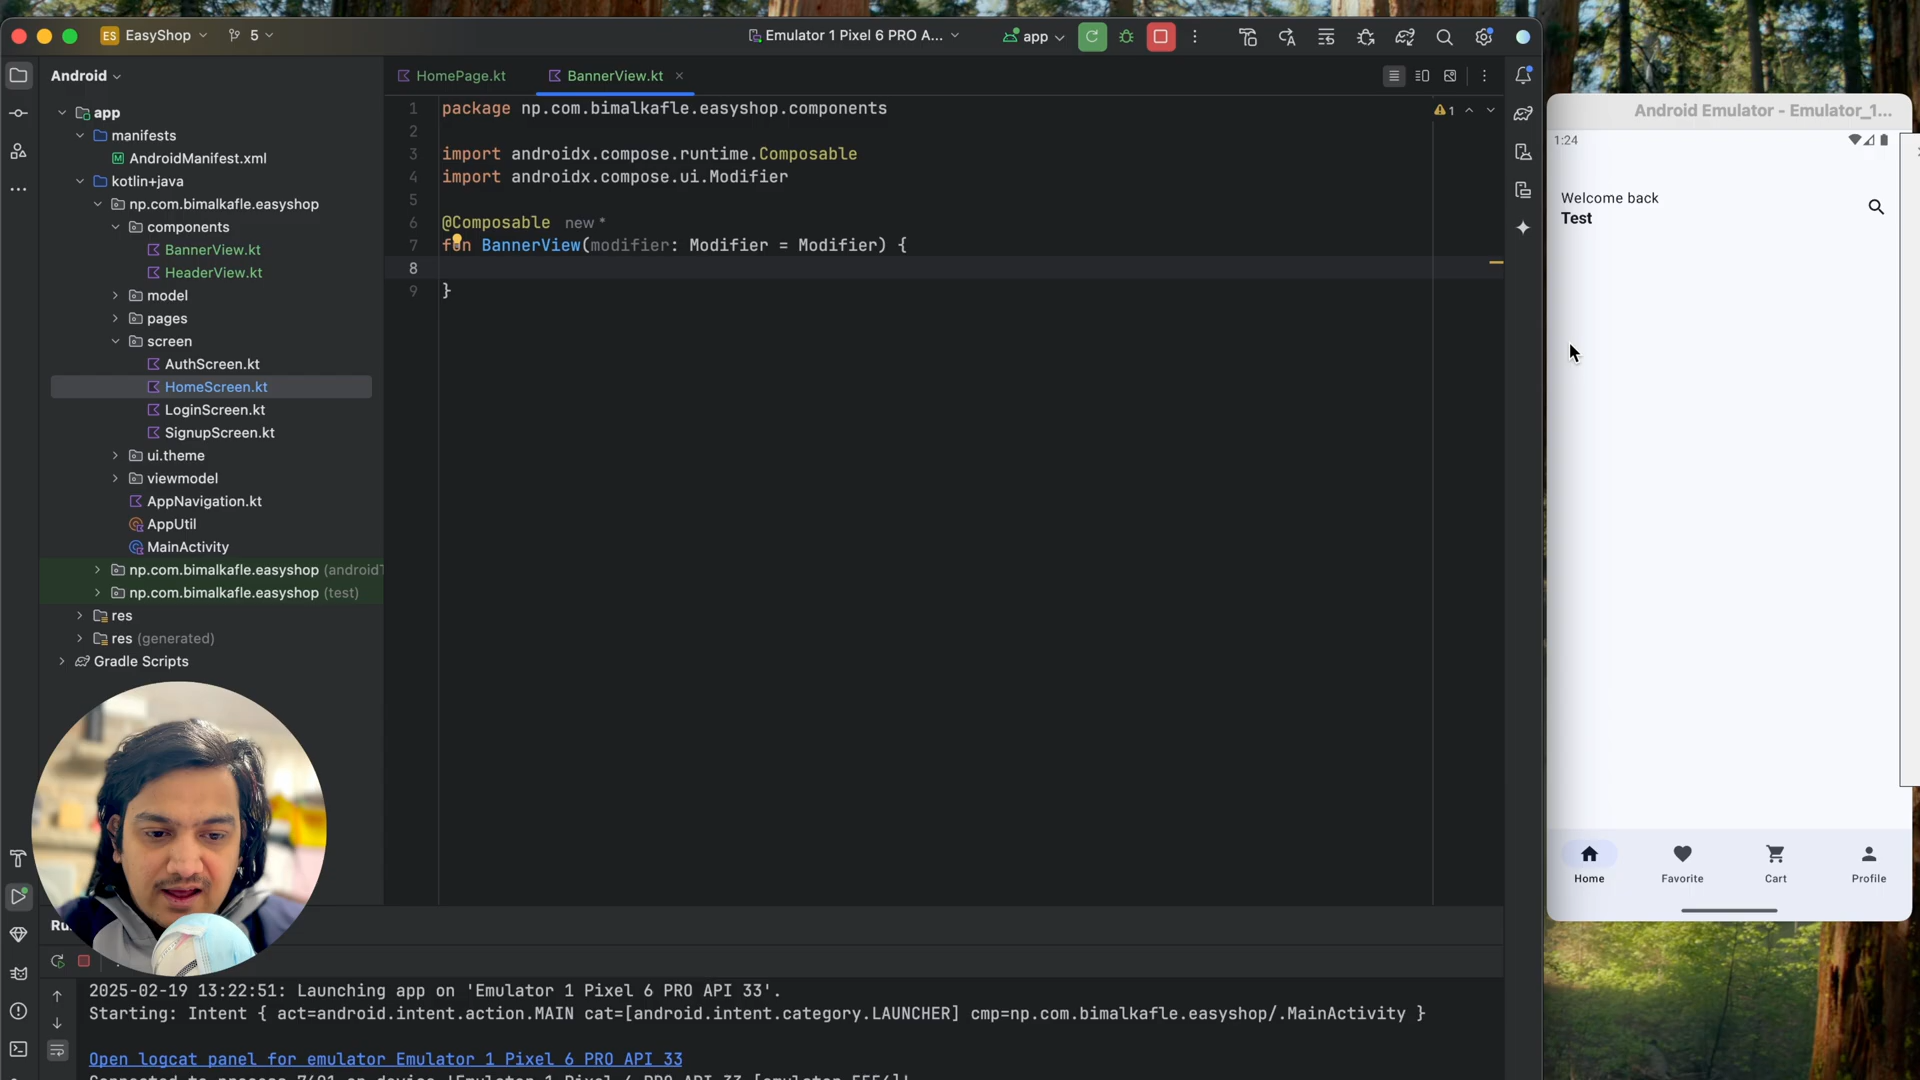 ES EasyShop
5
Emulator 1 Pixel 6 PRO A...
app
Android
app
manifests
AndroidManifest.xml
kotlin+java
np.com.bimalkafle.easyshop
components
BannerView.kt
HeaderView.kt
model
pages
screen
AuthScreen.kt
HomeScreen.kt
LoginScreen.kt
SignupScreen.kt
ui.theme
viewmodel
AppNavigation.kt
AppUtil
MainActivity
np.com.bimalkafle.easyshop (androidT
np.com.bimalkafle.easyshop (test)
res
res (generated)
Gradle Scripts
HomePage.kt
BannerView.kt
1
1 package np.com.bimalkafle.easyshop.components
2
3 import androidx.compose.runtime.Composable
4 import androidx.compose.ui.Modifier
5
6 @Composable new *
7 fun BannerView(modifier: Modifier = Modifier) {
8
9 }
Android Emulator - Emulator_1...
1:24
Welcome back
Test
Home
Favorite
Cart
Profile
2025-02-19 13:22:51: Launching app on 'Emulator 1 Pixel 6 PRO API 33'.
Starting: Intent { act=android.intent.action.MAIN cat=[android.intent.category.LAUNCHER] cmp=np.com.bimalkafle.easyshop/.MainActivity }
Open logcat panel for emulator Emulator 1 Pixel 6 PRO API 33